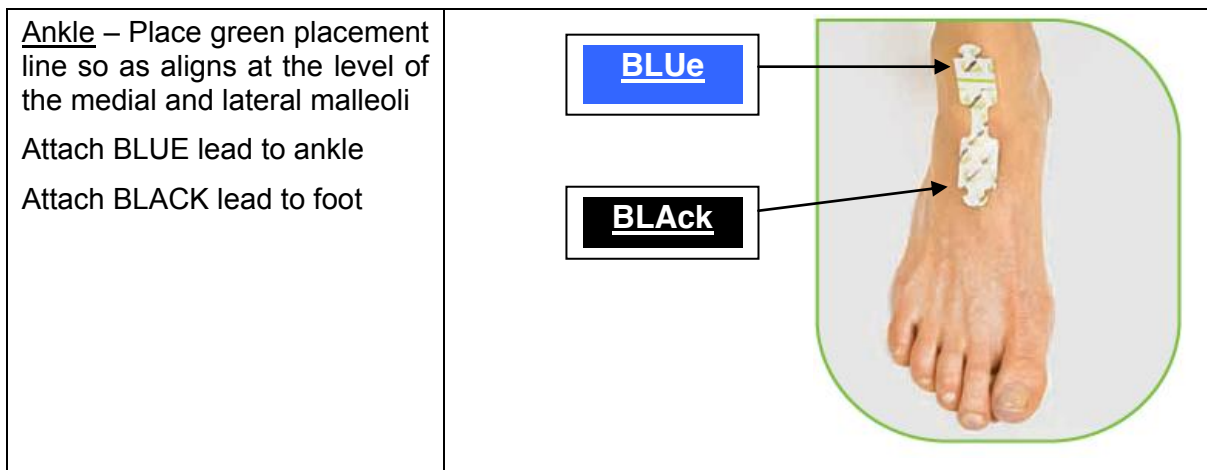 Ankle – Place green placement
line so as aligns at the level of
the medial and lateral malleoli
Attach BLUE lead to ankle
Attach BLACK lead to foot
BLUe
BLAck